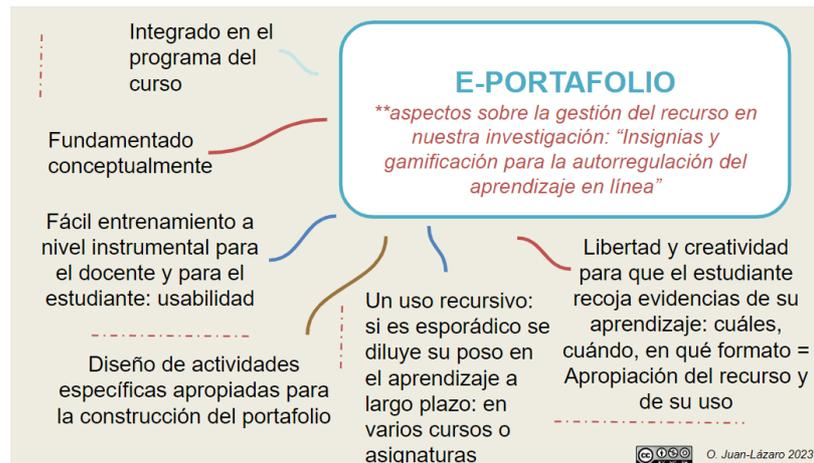 Integrado en el
programa del
curso
E-PORTAFOLIO
**aspectos sobre la gestión del recurso en
nuestra investigación: “Insignias y
gamificación para la autorregulación del
aprendizaje en línea”
Fundamentado
conceptualmente
Fácil entrenamiento a
nivel instrumental para
el docente y para el
estudiante: usabilidad
Diseño de actividades
específicas apropiadas para
la construcción del portafolio
Un uso recursivo:
si es esporádico se
diluye su poso en
el aprendizaje a
largo plazo: en
varios cursos o
asignaturas
Libertad y creatividad
para que el estudiante
recoja evidencias de su
aprendizaje: cuáles,
cuándo, en qué formato =
Apropiación del recurso y
de su uso
O. Juan-Lázaro 2023